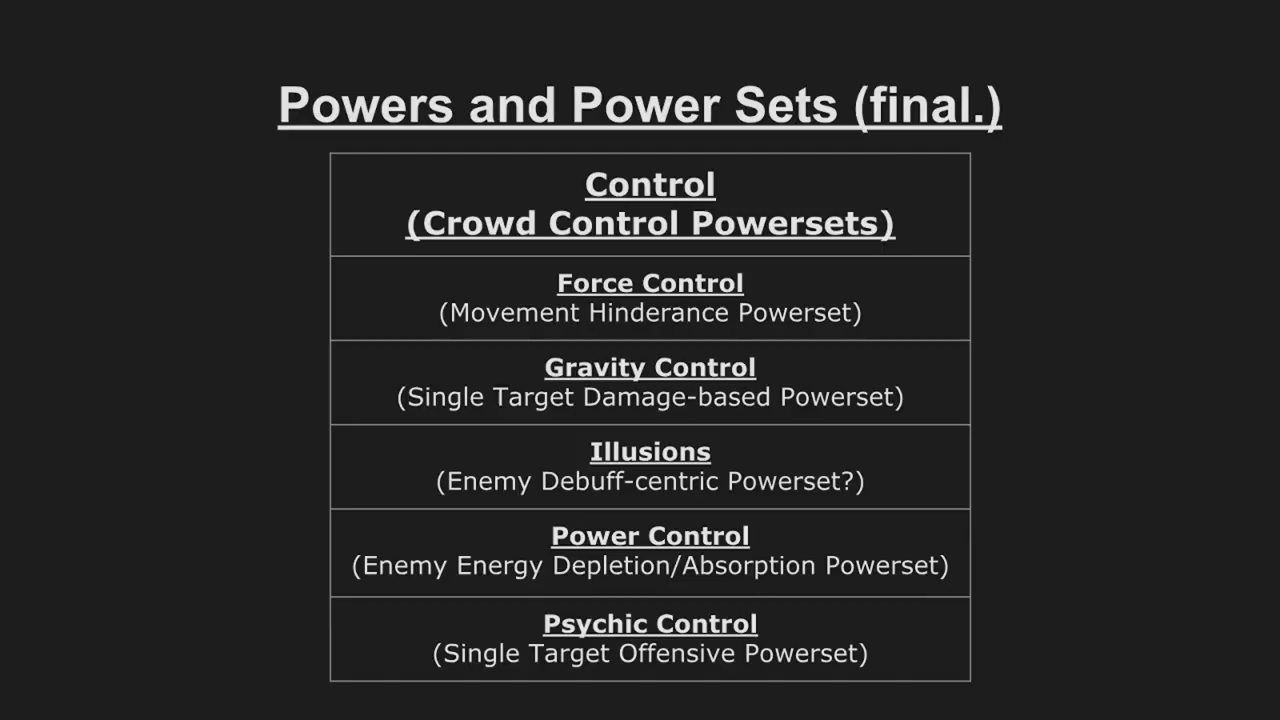 Powers and Power Sets (final.)
Control
(Crowd Control Powersets)
Force Control
(Movement Hinderance Powerset)
Gravity Control
(Single Target Damage-based Powerset)
Illusions
(Enemy Debuff-centric Powerset?)
Power Control
(Enemy Energy Depletion/Absorption Powerset)
Psychic Control
(Single Target Offensive Powerset)